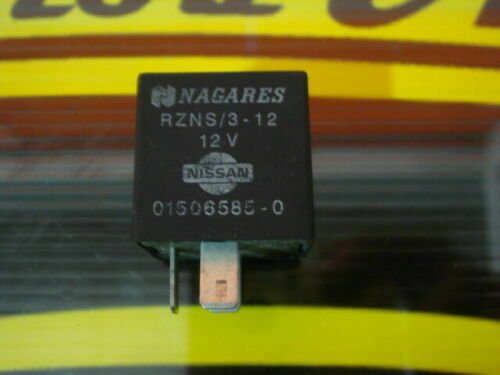 NAGARES
RZNS/3-12
12 V
NISSAN
01506585-0